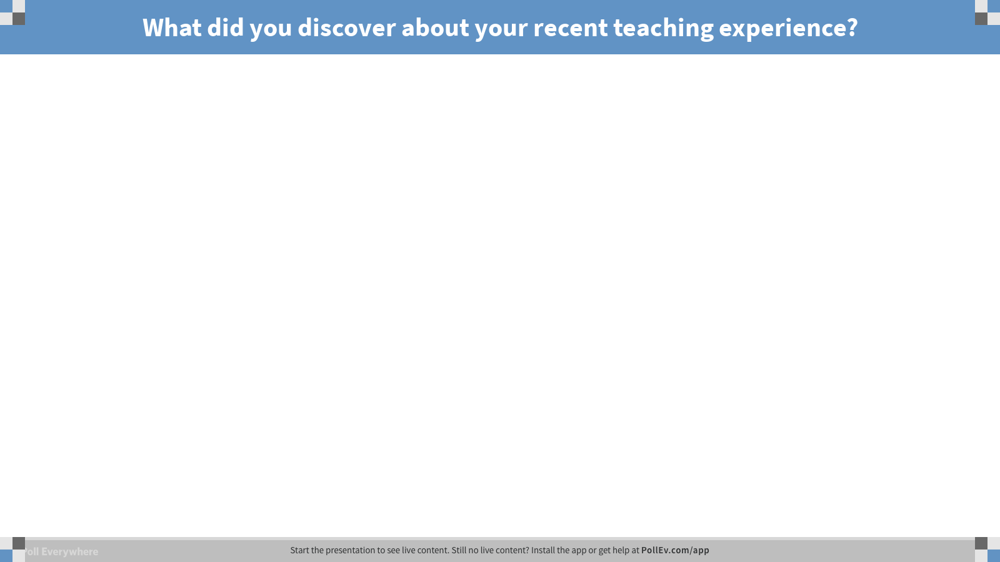 What did you discover about your recent teaching experience?
Poll Everywhere
Start the presentation to see live content. Still no live content? Install the app or get help at PollEv.com/app